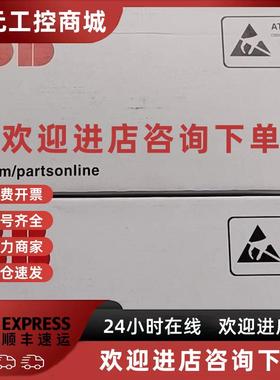 元工控商城
AT
欢迎进店咨询下单
m/partsonline
费开票
号齐全
力商家
仓速发
EXPRESS
顺丰速运
24小时在线 欢迎进店
欢迎进店咨询下单